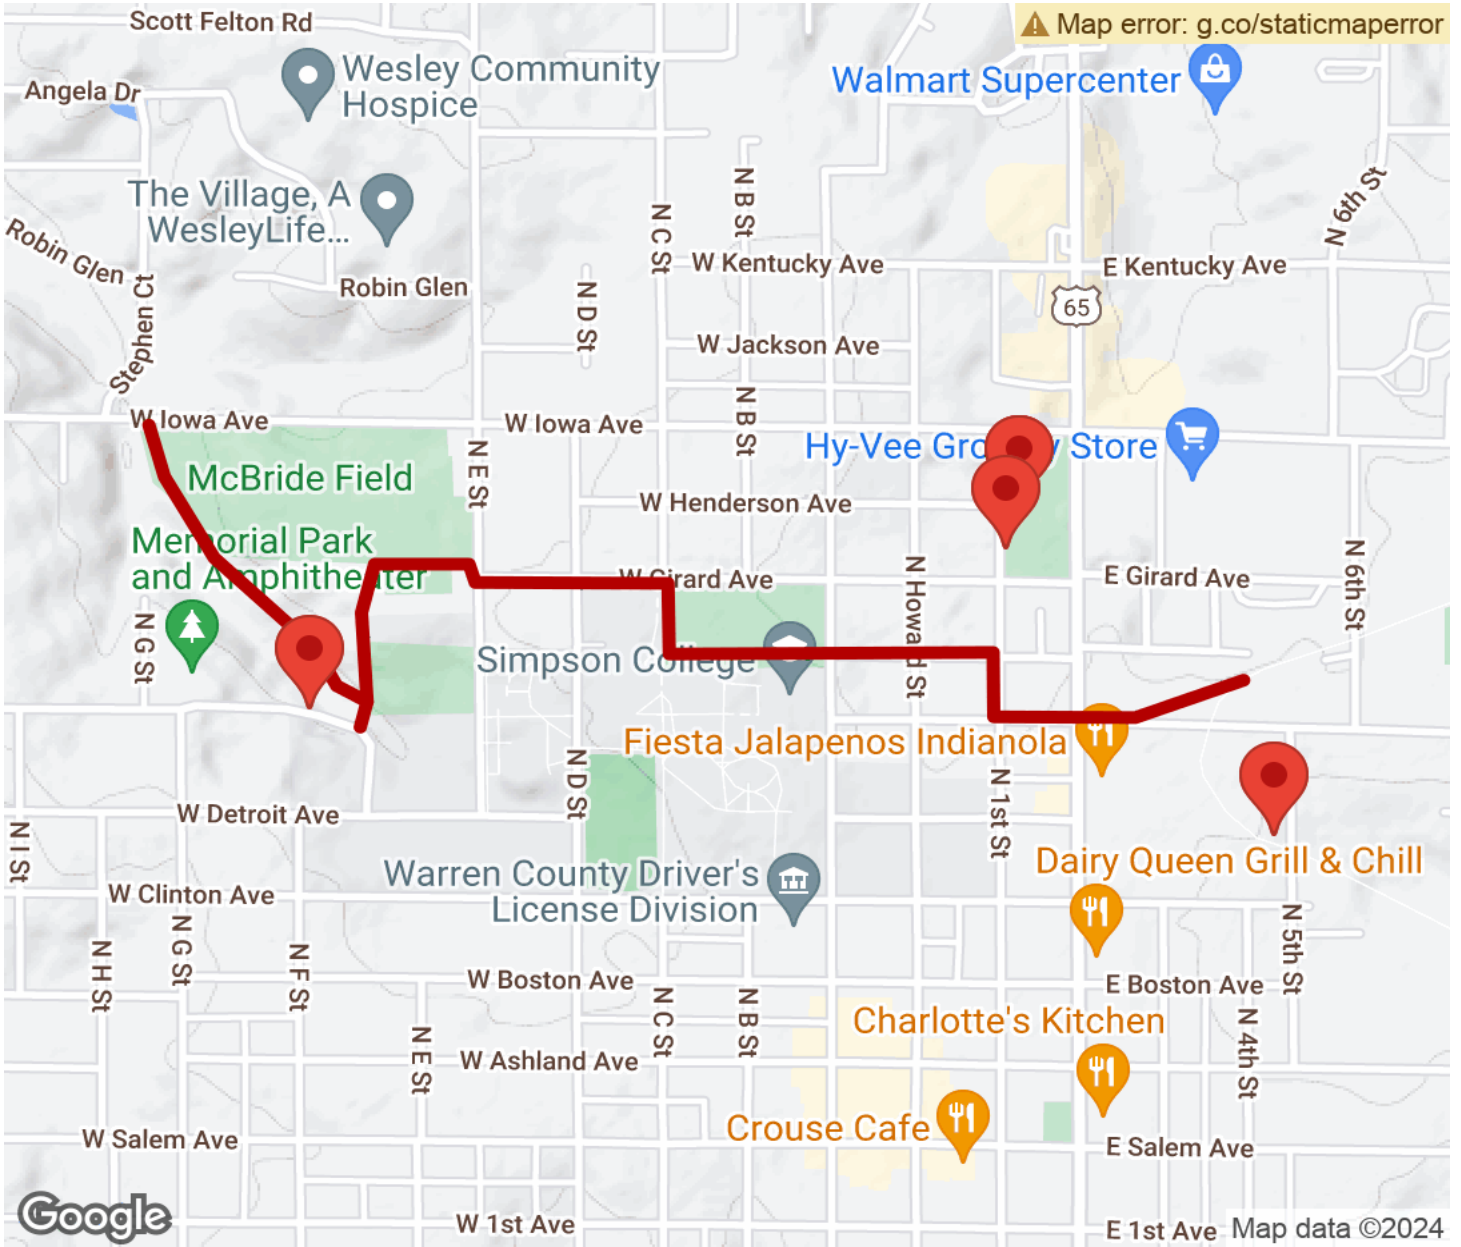 Scott Felton Rd
Map error: g.co/staticmaperror
Wesley Community
Hospice
Walmart Supercenter
Angela Dr
The Village, A
WesleyLife...
N B St
N C St
N 6th St
Robin Glen
Stephen Ct
W Kentucky Ave
E Kentucky Ave
Robin Glen
N D St
65
W Jackson Ave
W Iowa Ave
W Iowa Ave
N B St
Hy-Vee Grocery Store
N E St
McBride Field
W Henderson Ave
Memorial Park
and Amphitheater
W Girard Ave
E Girard Ave
N Howard St
N 6th St
N G St
Simpson College
Fiesta Jalapenos Indianola
N D St
N 1st St
W Detroit Ave
N I St
Dairy Queen Grill & Chill
Warren County Driver's
License Division
W Clinton Ave
N H St
N G St
N F St
N 5th St
W Boston Ave
E Boston Ave
N C St
N B St
Charlotte's Kitchen
N E St
N 4th St
W Ashland Ave
Crouse Cafe
W Salem Ave
E Salem Ave
Google
W 1st Ave
E 1st Ave
Map data ©2024